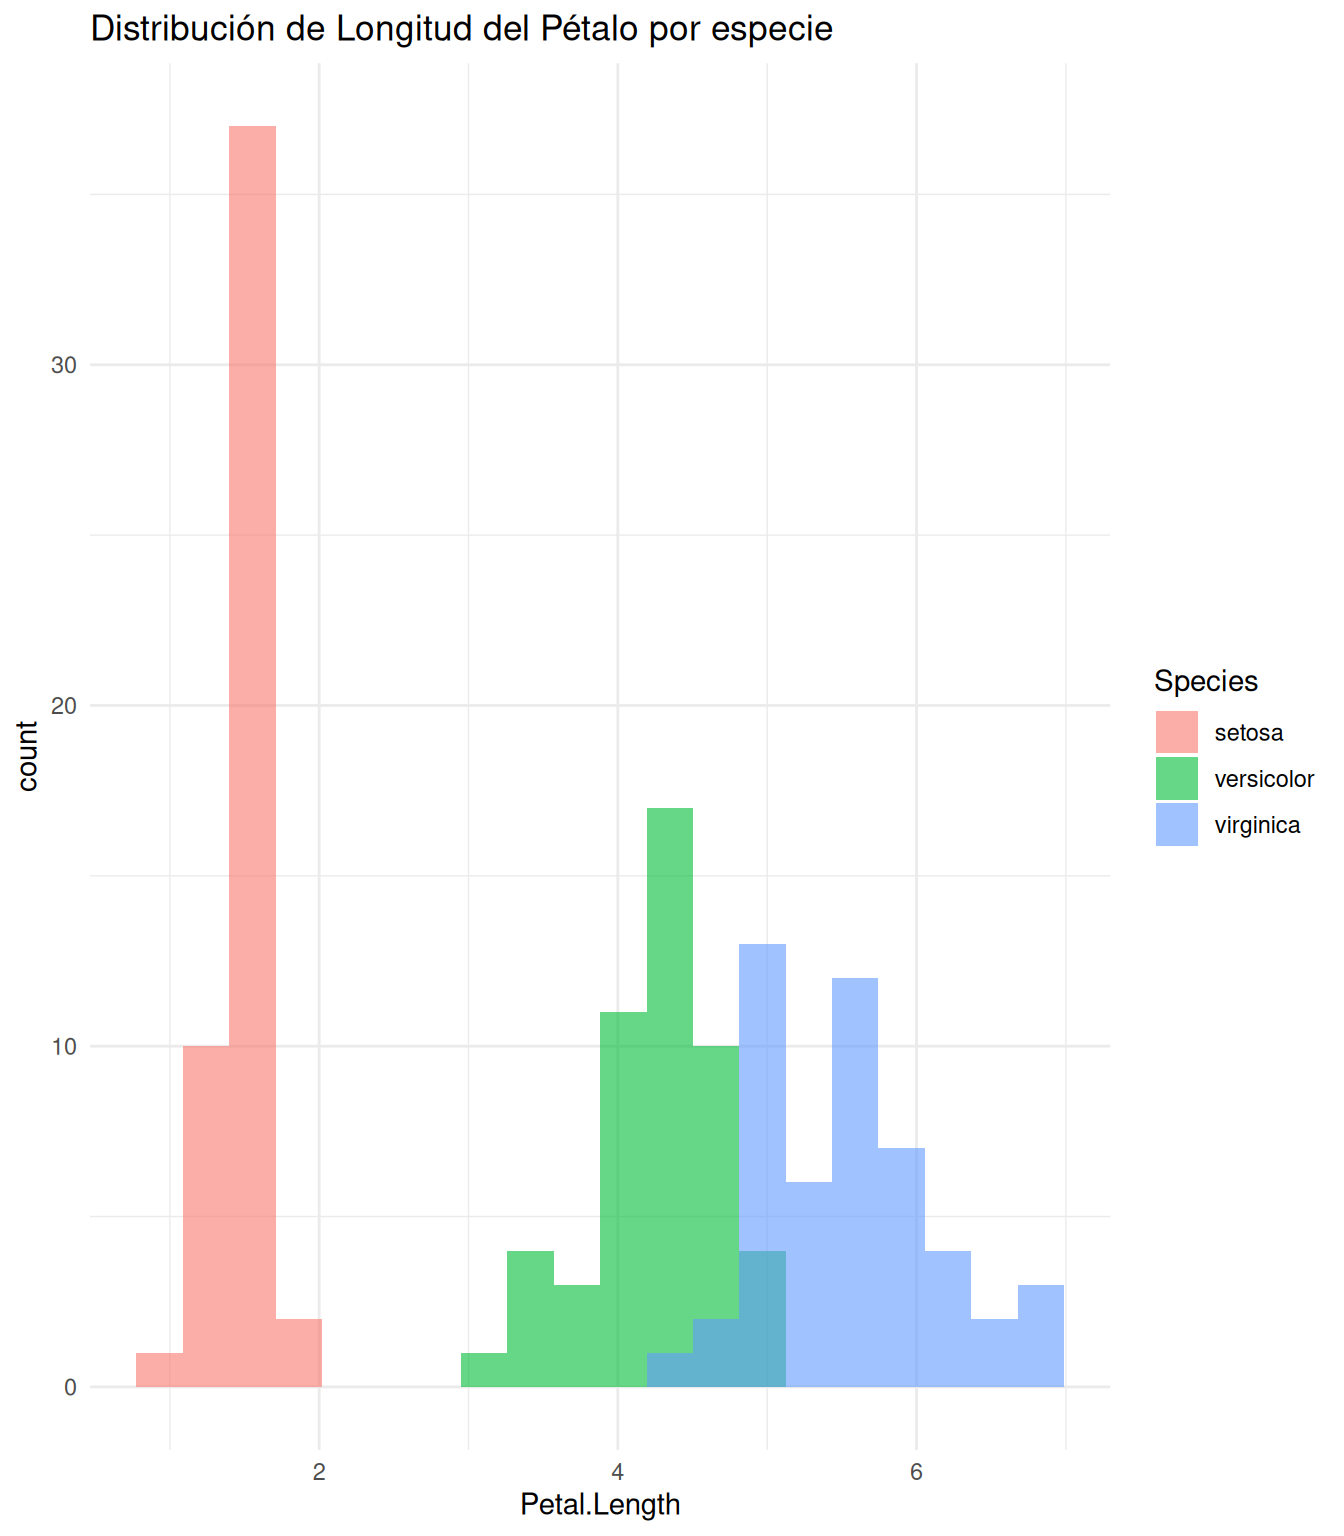 Distribución de Longitud del Pétalo por especie
30
20
10
0
count
2 4 6
Petal.Length
Species
setosa
versicolor
virginica